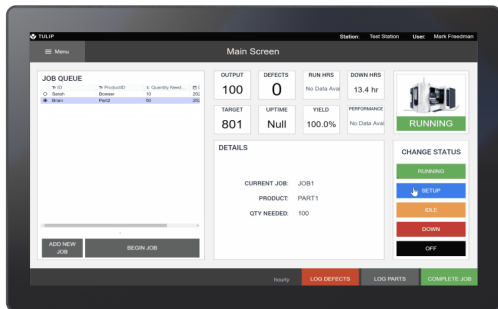 TULIP
Station: Test Station User: Mark Freedman
Menu
Main Screen
JOB QUEUE
ID ProductID Quantity Need...
Sarah Bowser 10 202
Brian Part2 50 202
ADD NEW JOB
BEGIN JOB
OUTPUT
100
DEFECTS
0
RUN HRS
No Data Avai
DOWN HRS
13.4 hr
TARGET
801
UPTIME
Null
YIELD
100.0%
PERFORMANCE
No Data Avai
DETAILS
CURRENT JOB: JOB1
PRODUCT: PART1
QTY NEEDED: 100
RUNNING
CHANGE STATUS
RUNNING
SETUP
IDLE
DOWN
OFF
hourly
LOG DEFECTS
LOG PARTS
COMPLETE JOB